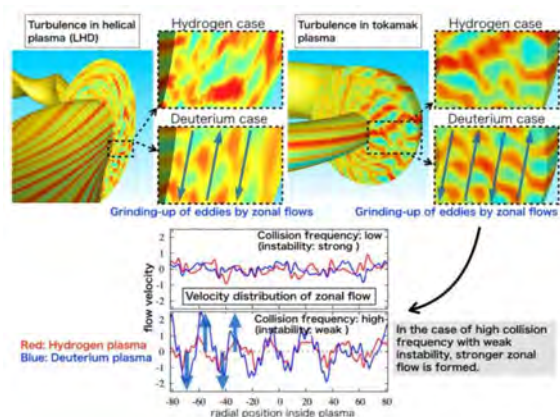 Turbulence in helical
plasma (LHD)
Hydrogen case
Deuterium case
Grinding-up of eddies by zonal flows
Turbulence in tokamak
plasma
Hydrogen case
Deuterium case
Grinding-up of eddies by zonal flows
flow velocity
2
1
0
-1
-2
Collision frequency: low
(instability: strong )
Velocity distribution of zonal flow
2
1
0
-1
-2
Collision frequency: high
(instability: weak )
-80 -60 -40 -20 0 20 40 60 80
radial position inside plasma
Red: Hydrogen plasma
Blue: Deuterium plasma
In the case of high collision
frequency with weak
instability, stronger zonal
flow is formed.